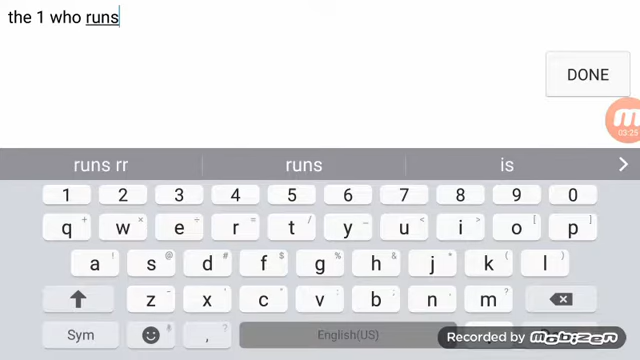 the 1 who runs
DONE
m
03:25
runs rr runs is >
1 2 3 4 5 6 7 8 9 0
q + w × e ÷ r = t / y _ u < i > o [ p ]
a ! s @ d # f $ g % h ^ j * k ( l )
z - x ' c " v : b ; n , m ?
Sym , ? English(US) Recorded by mobizen